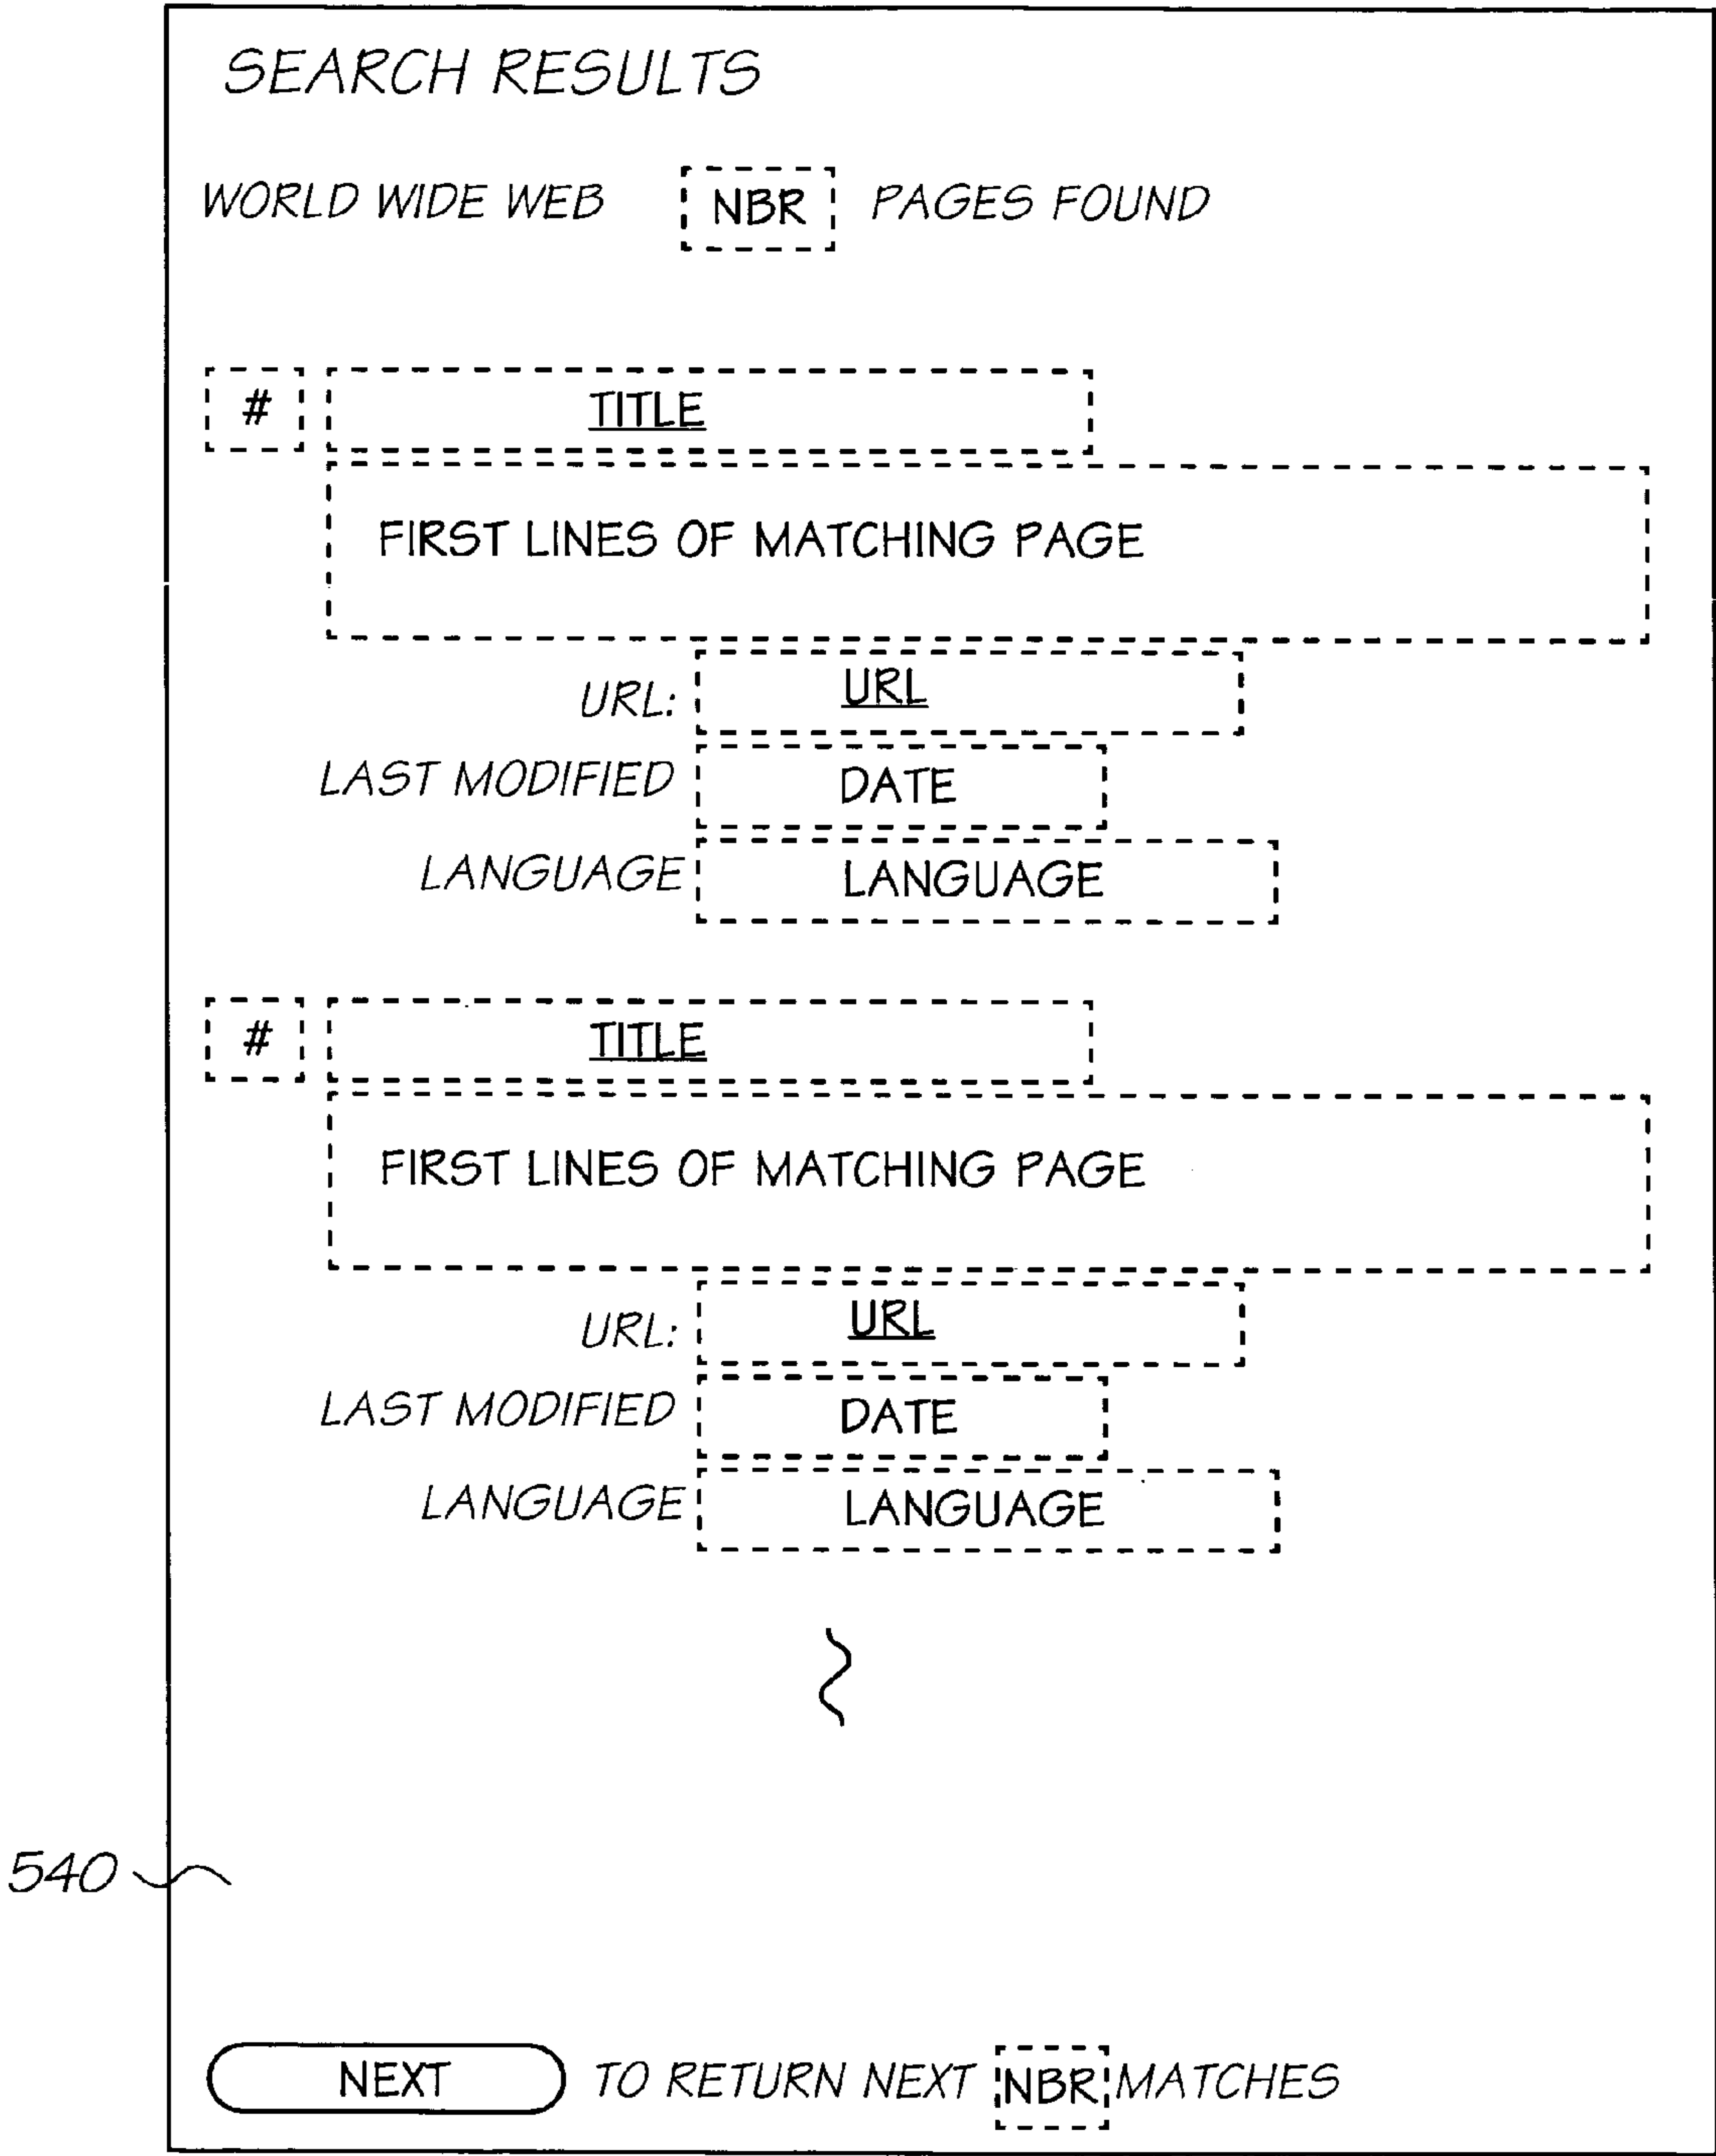 SEARCH RESULTS
WORLD WIDE WEB NBR PAGES FOUND
# TITLE
FIRST LINES OF MATCHING PAGE
URL: URL
LAST MODIFIED DATE
LANGUAGE LANGUAGE
# TITLE
FIRST LINES OF MATCHING PAGE
URL: URL
LAST MODIFIED DATE
LANGUAGE LANGUAGE
540
NEXT TO RETURN NEXT NBR MATCHES